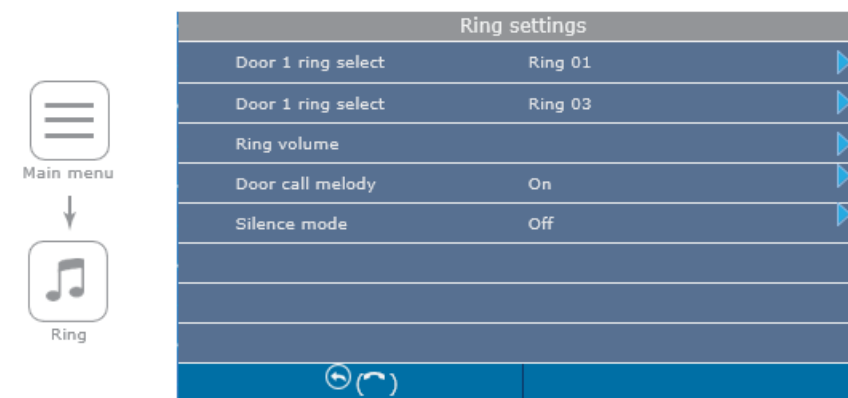 Ring settings
Door 1 ring select Ring 01
Door 1 ring select Ring 03
Ring volume
Door call melody On
Silence mode Off
Main menu
Ring
( )